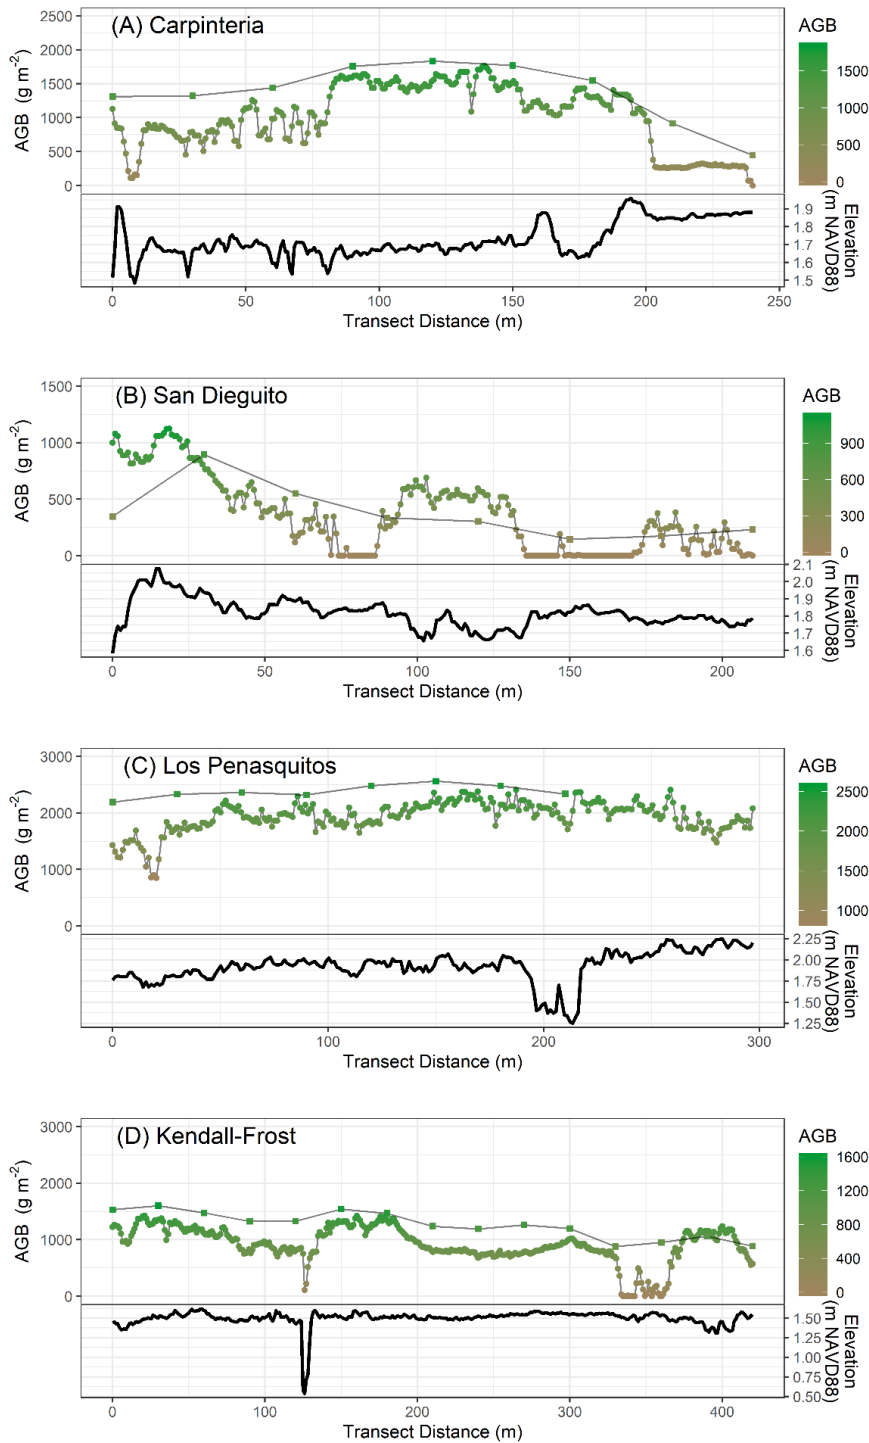 (A) Carpinteria
AGB (g m⁻²)
2500
2000
1500
1000
500
0
AGB
1500
1000
500
0
1.9
1.8
1.7
1.6
1.5
Elevation
(m NAVD88)
0 50 100 150 200 250
Transect Distance (m)
(B) San Dieguito
AGB (g m⁻²)
1500
1000
500
0
AGB
900
600
300
0
2.1
2.0
1.9
1.8
1.7
1.6
Elevation
(m NAVD88)
0 50 100 150 200
Transect Distance (m)
(C) Los Penasquitos
AGB (g m⁻²)
3000
2000
1000
0
AGB
2500
2000
1500
1000
2.25
2.00
1.75
1.50
1.25
Elevation
(m NAVD88)
0 100 200 300
Transect Distance (m)
(D) Kendall-Frost
AGB (g m⁻²)
3000
2000
1000
0
AGB
1600
1200
800
400
0
1.50
1.25
1.00
0.75
0.50
Elevation
(m NAVD88)
0 100 200 300 400
Transect Distance (m)